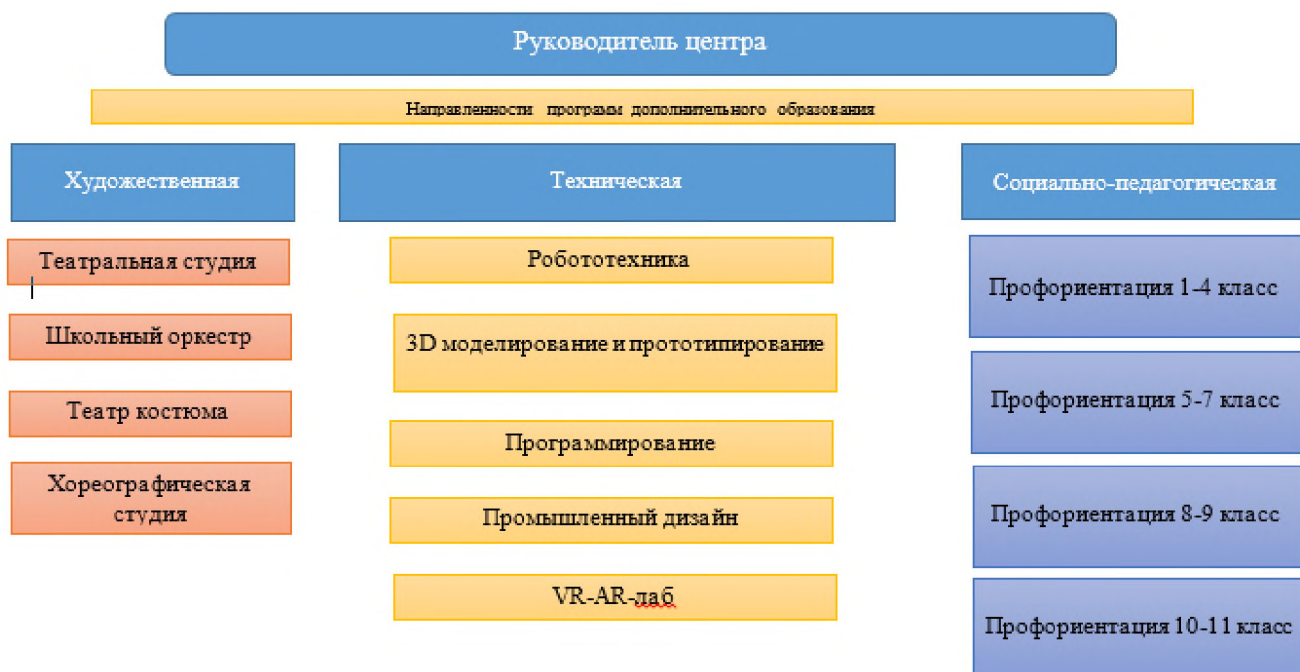 Руководитель центра
Направленности программ дополнительного образования
Художественная
Театральная студия
Школьный оркестр
Театр костюма
Хореографическая
студия
Техническая
Робототехника
3D моделирование и прототипирование
Программирование
Промышленный дизайн
VR-AR-лаб
Социально-педагогическая
Профориентация 1-4 класс
Профориентация 5-7 класс
Профориентация 8-9 класс
Профориентация 10-11 класс